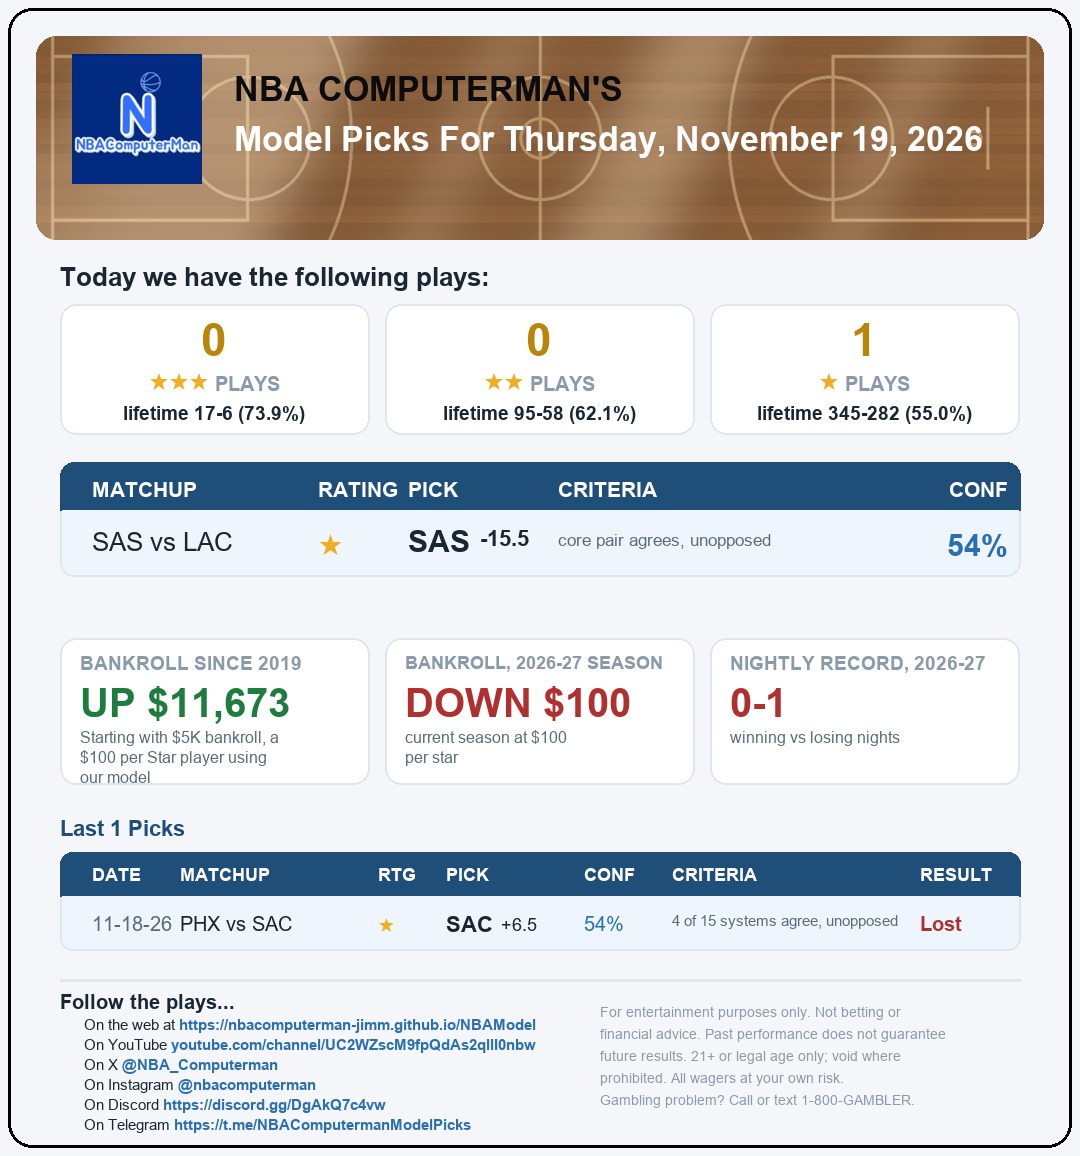 N
NBAComputerMan
NBA COMPUTERMAN'S
Model Picks For Thursday, November 19, 2026
Today we have the following plays:
0
★★★ PLAYS
lifetime 17-6 (73.9%)
0
★★ PLAYS
lifetime 95-58 (62.1%)
1
★ PLAYS
lifetime 345-282 (55.0%)
MATCHUP RATING PICK CRITERIA CONF
SAS vs LAC ★ SAS -15.5 core pair agrees, unopposed 54%
BANKROLL SINCE 2019
UP $11,673
Starting with $5K bankroll, a
$100 per Star player using
our model
BANKROLL, 2026-27 SEASON
DOWN $100
current season at $100
per star
NIGHTLY RECORD, 2026-27
0-1
winning vs losing nights
Last 1 Picks
DATE MATCHUP RTG PICK CONF CRITERIA RESULT
11-18-26 PHX vs SAC ★ SAC +6.5 54% 4 of 15 systems agree, unopposed Lost
Follow the plays...
On the web at https://nbacomputerman-jimm.github.io/NBAModel
On YouTube youtube.com/channel/UC2WZscM9fpQdAs2qlll0nbw
On X @NBA_Computerman
On Instagram @nbacomputerman
On Discord https://discord.gg/DgAkQ7c4vw
On Telegram https://t.me/NBAComputermanModelPicks
For entertainment purposes only. Not betting or
financial advice. Past performance does not guarantee
future results. 21+ or legal age only; void where
prohibited. All wagers at your own risk.
Gambling problem? Call or text 1-800-GAMBLER.